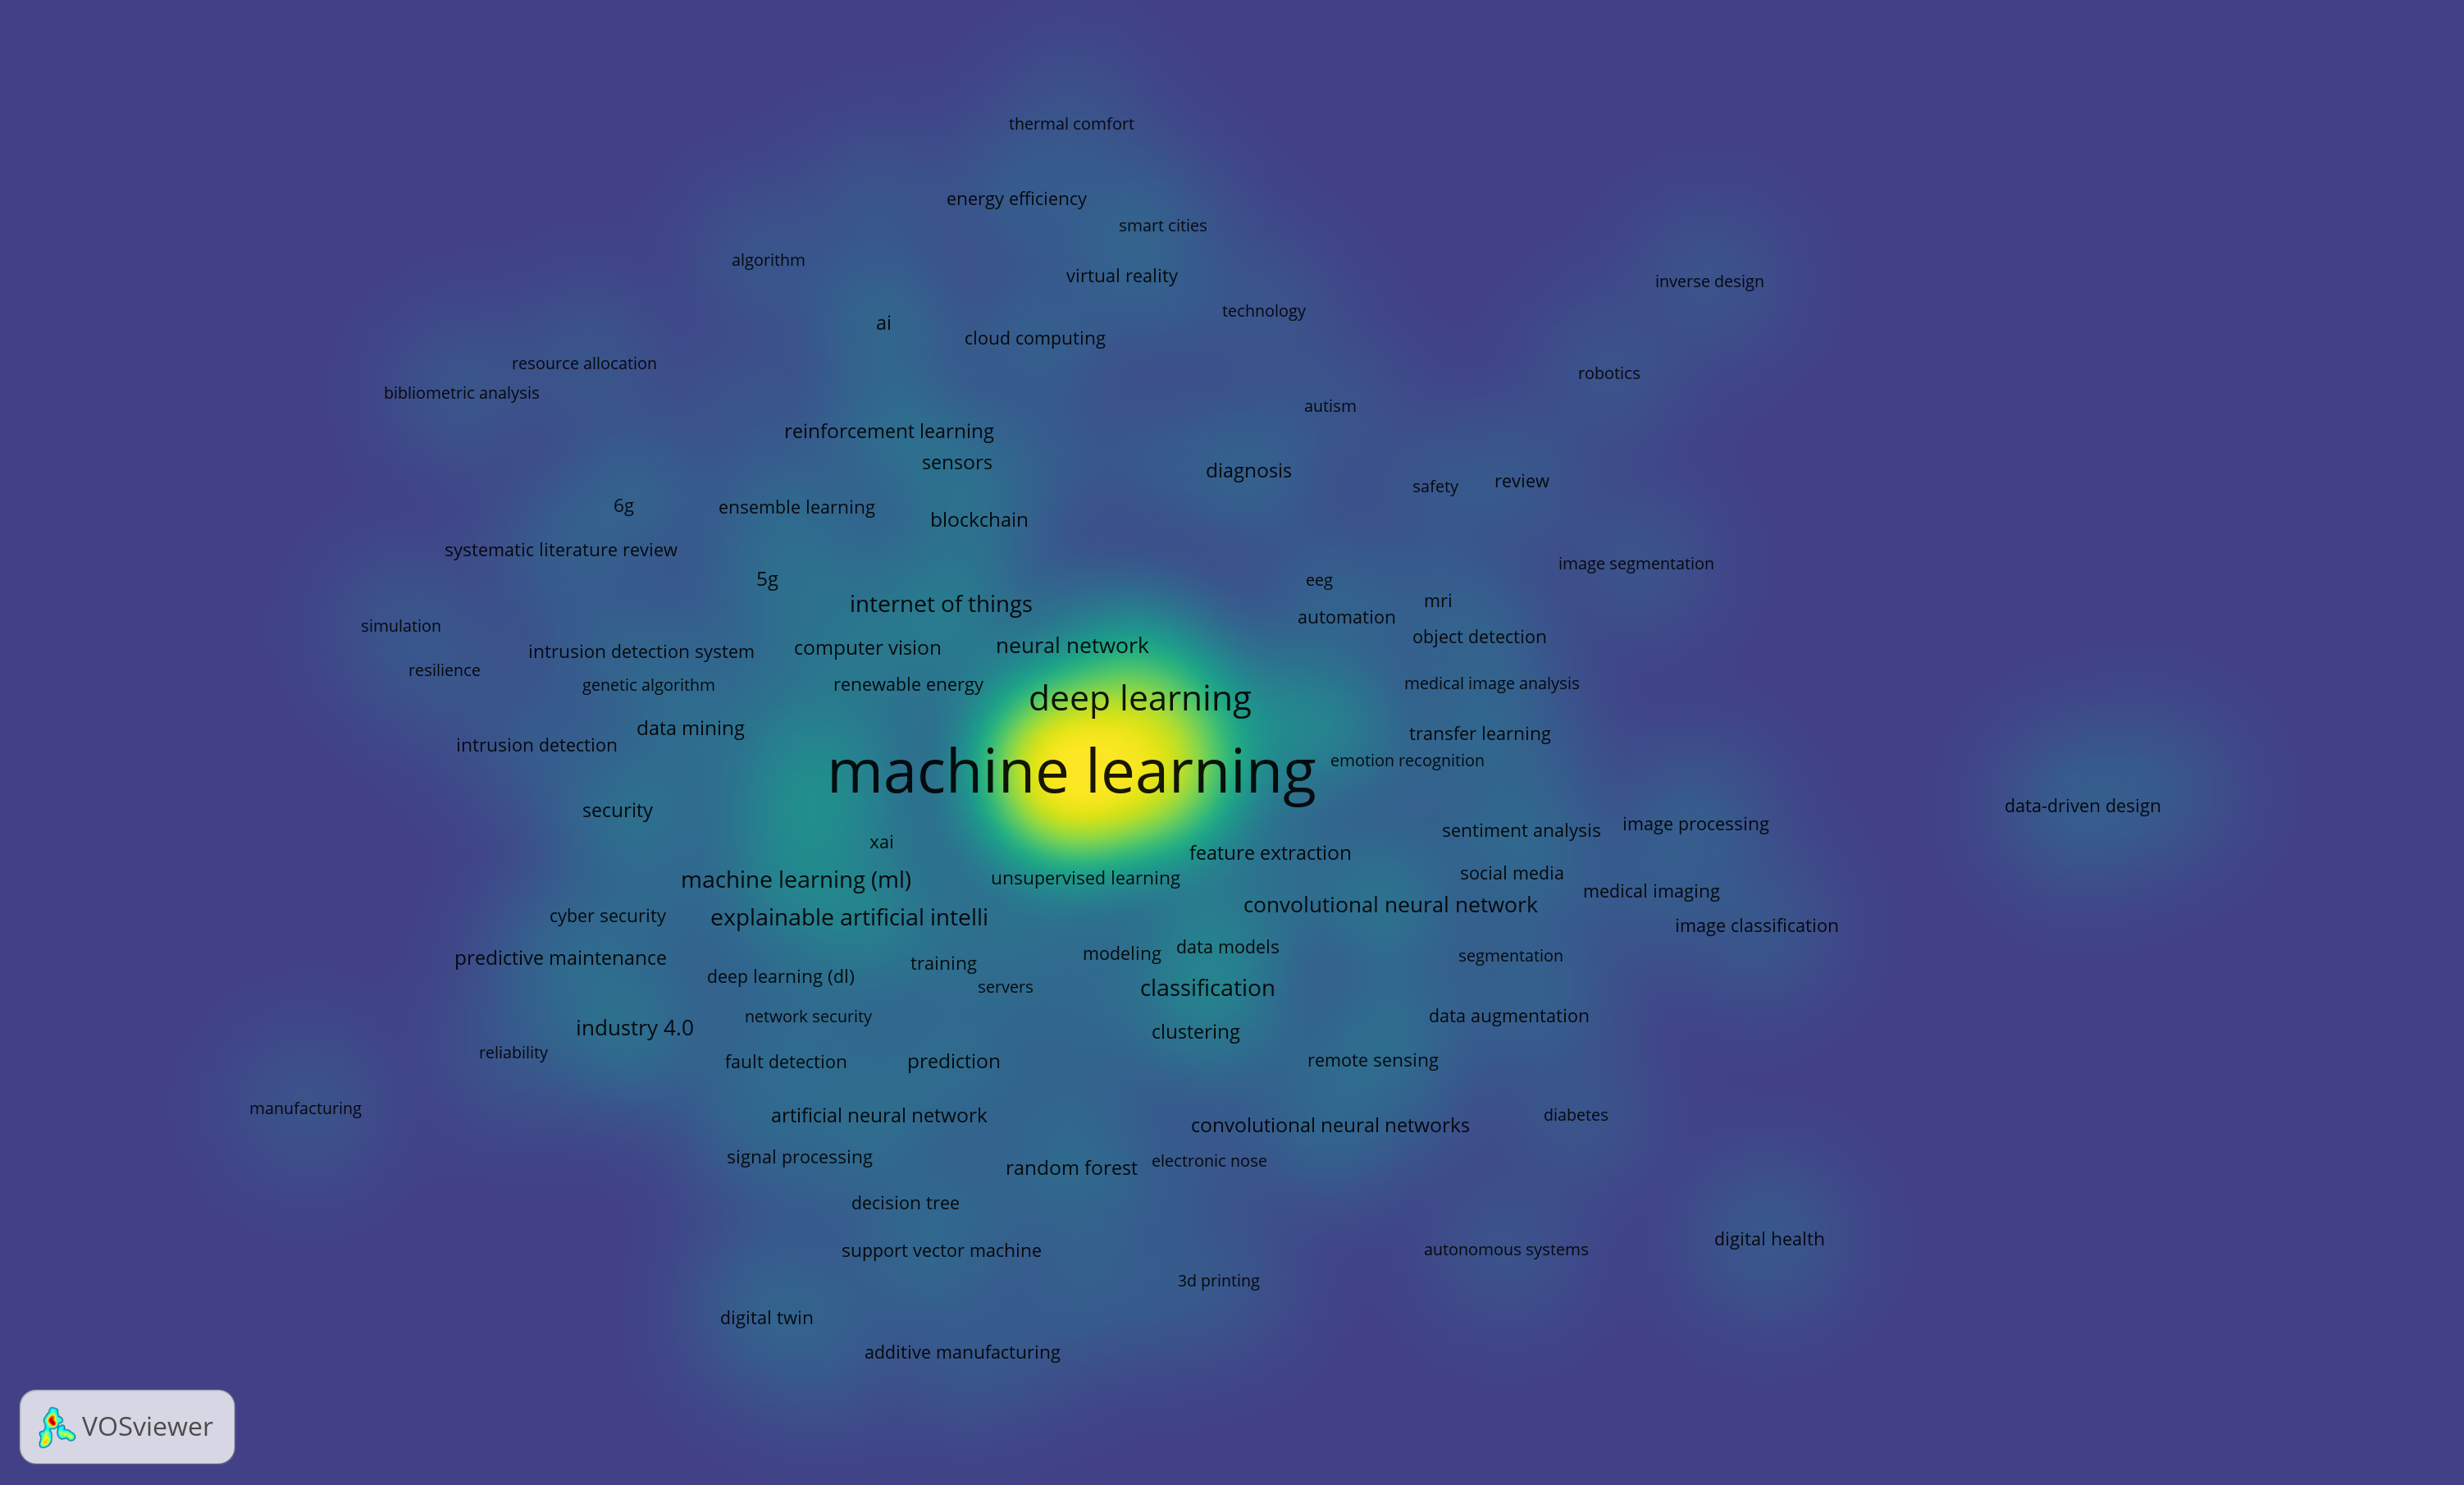 thermal comfort
energy efficiency
smart cities
algorithm
virtual reality
inverse design
technology
ai
cloud computing
resource allocation
robotics
bibliometric analysis
autism
reinforcement learning
sensors
diagnosis
review
safety
6g
ensemble learning
blockchain
systematic literature review
image segmentation
5g
eeg
mri
internet of things
automation
simulation
object detection
neural network
computer vision
intrusion detection system
resilience
medical image analysis
renewable energy
genetic algorithm
deep learning
data mining
transfer learning
intrusion detection
emotion recognition
machine learning
data-driven design
security
image processing
sentiment analysis
xai
feature extraction
social media
unsupervised learning
machine learning (ml)
medical imaging
convolutional neural network
cyber security
explainable artificial intelli
image classification
data models
modeling
segmentation
predictive maintenance
training
deep learning (dl)
servers
classification
network security
data augmentation
industry 4.0
clustering
reliability
remote sensing
fault detection
prediction
manufacturing
artificial neural network
diabetes
convolutional neural networks
signal processing
electronic nose
random forest
decision tree
digital health
autonomous systems
support vector machine
3d printing
digital twin
additive manufacturing
VOSviewer